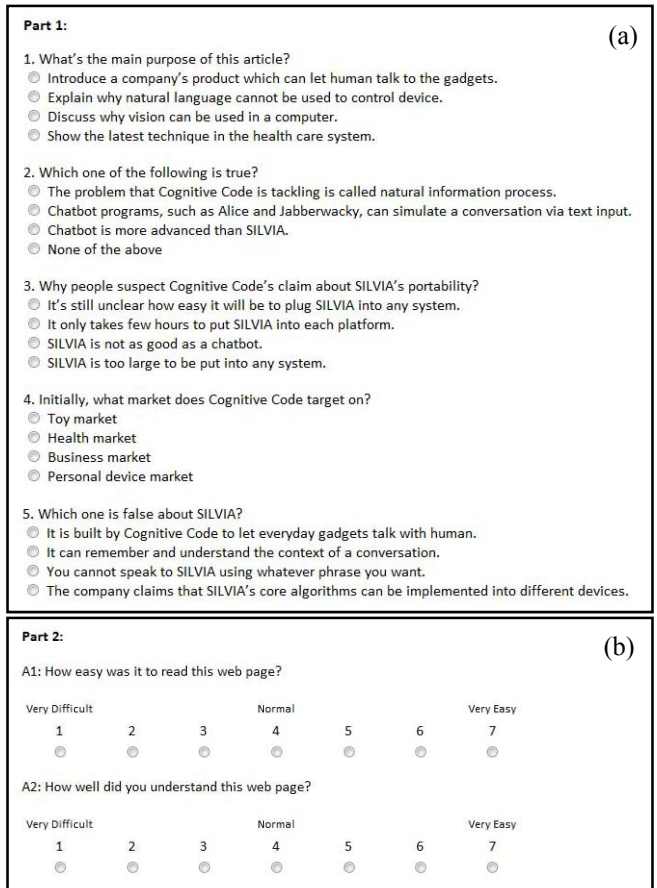 Part 1:
(a)
1. What's the main purpose of this article?
Introduce a company's product which can let human talk to the gadgets.
Explain why natural language cannot be used to control device.
Discuss why vision can be used in a computer.
Show the latest technique in the health care system.
2. Which one of the following is true?
The problem that Cognitive Code is tackling is called natural information process.
Chatbot programs, such as Alice and Jabberwacky, can simulate a conversation via text input.
Chatbot is more advanced than SILVIA.
None of the above
3. Why people suspect Cognitive Code's claim about SILVIA's portability?
It's still unclear how easy it will be to plug SILVIA into any system.
It only takes few hours to put SILVIA into each platform.
SILVIA is not as good as a chatbot.
SILVIA is too large to be put into any system.
4. Initially, what market does Cognitive Code target on?
Toy market
Health market
Business market
Personal device market
5. Which one is false about SILVIA?
It is built by Cognitive Code to let everyday gadgets talk with human.
It can remember and understand the context of a conversation.
You cannot speak to SILVIA using whatever phrase you want.
The company claims that SILVIA's core algorithms can be implemented into different devices.
Part 2:
(b)
A1: How easy was it to read this web page?
Very Difficult Normal Very Easy
1 2 3 4 5 6 7
A2: How well did you understand this web page?
Very Difficult Normal Very Easy
1 2 3 4 5 6 7